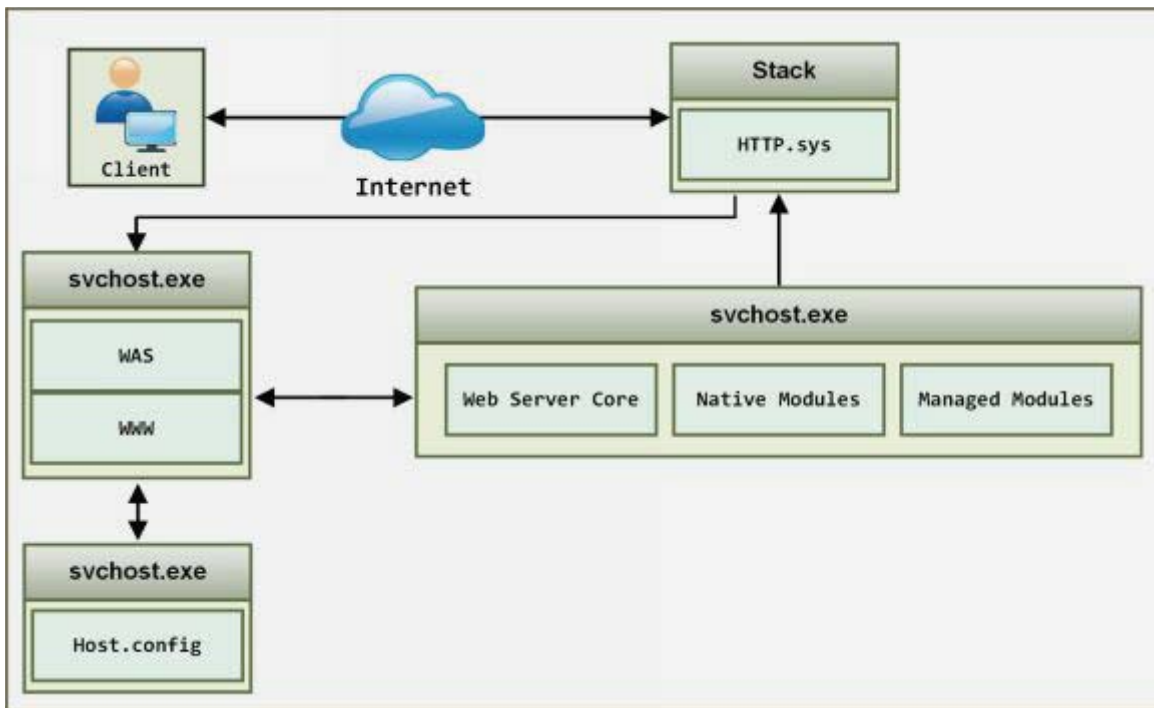 Client
Internet
Stack
HTTP.sys
svchost.exe
WAS
WWW
svchost.exe
Web Server Core
Native Modules
Managed Modules
svchost.exe
Host.config